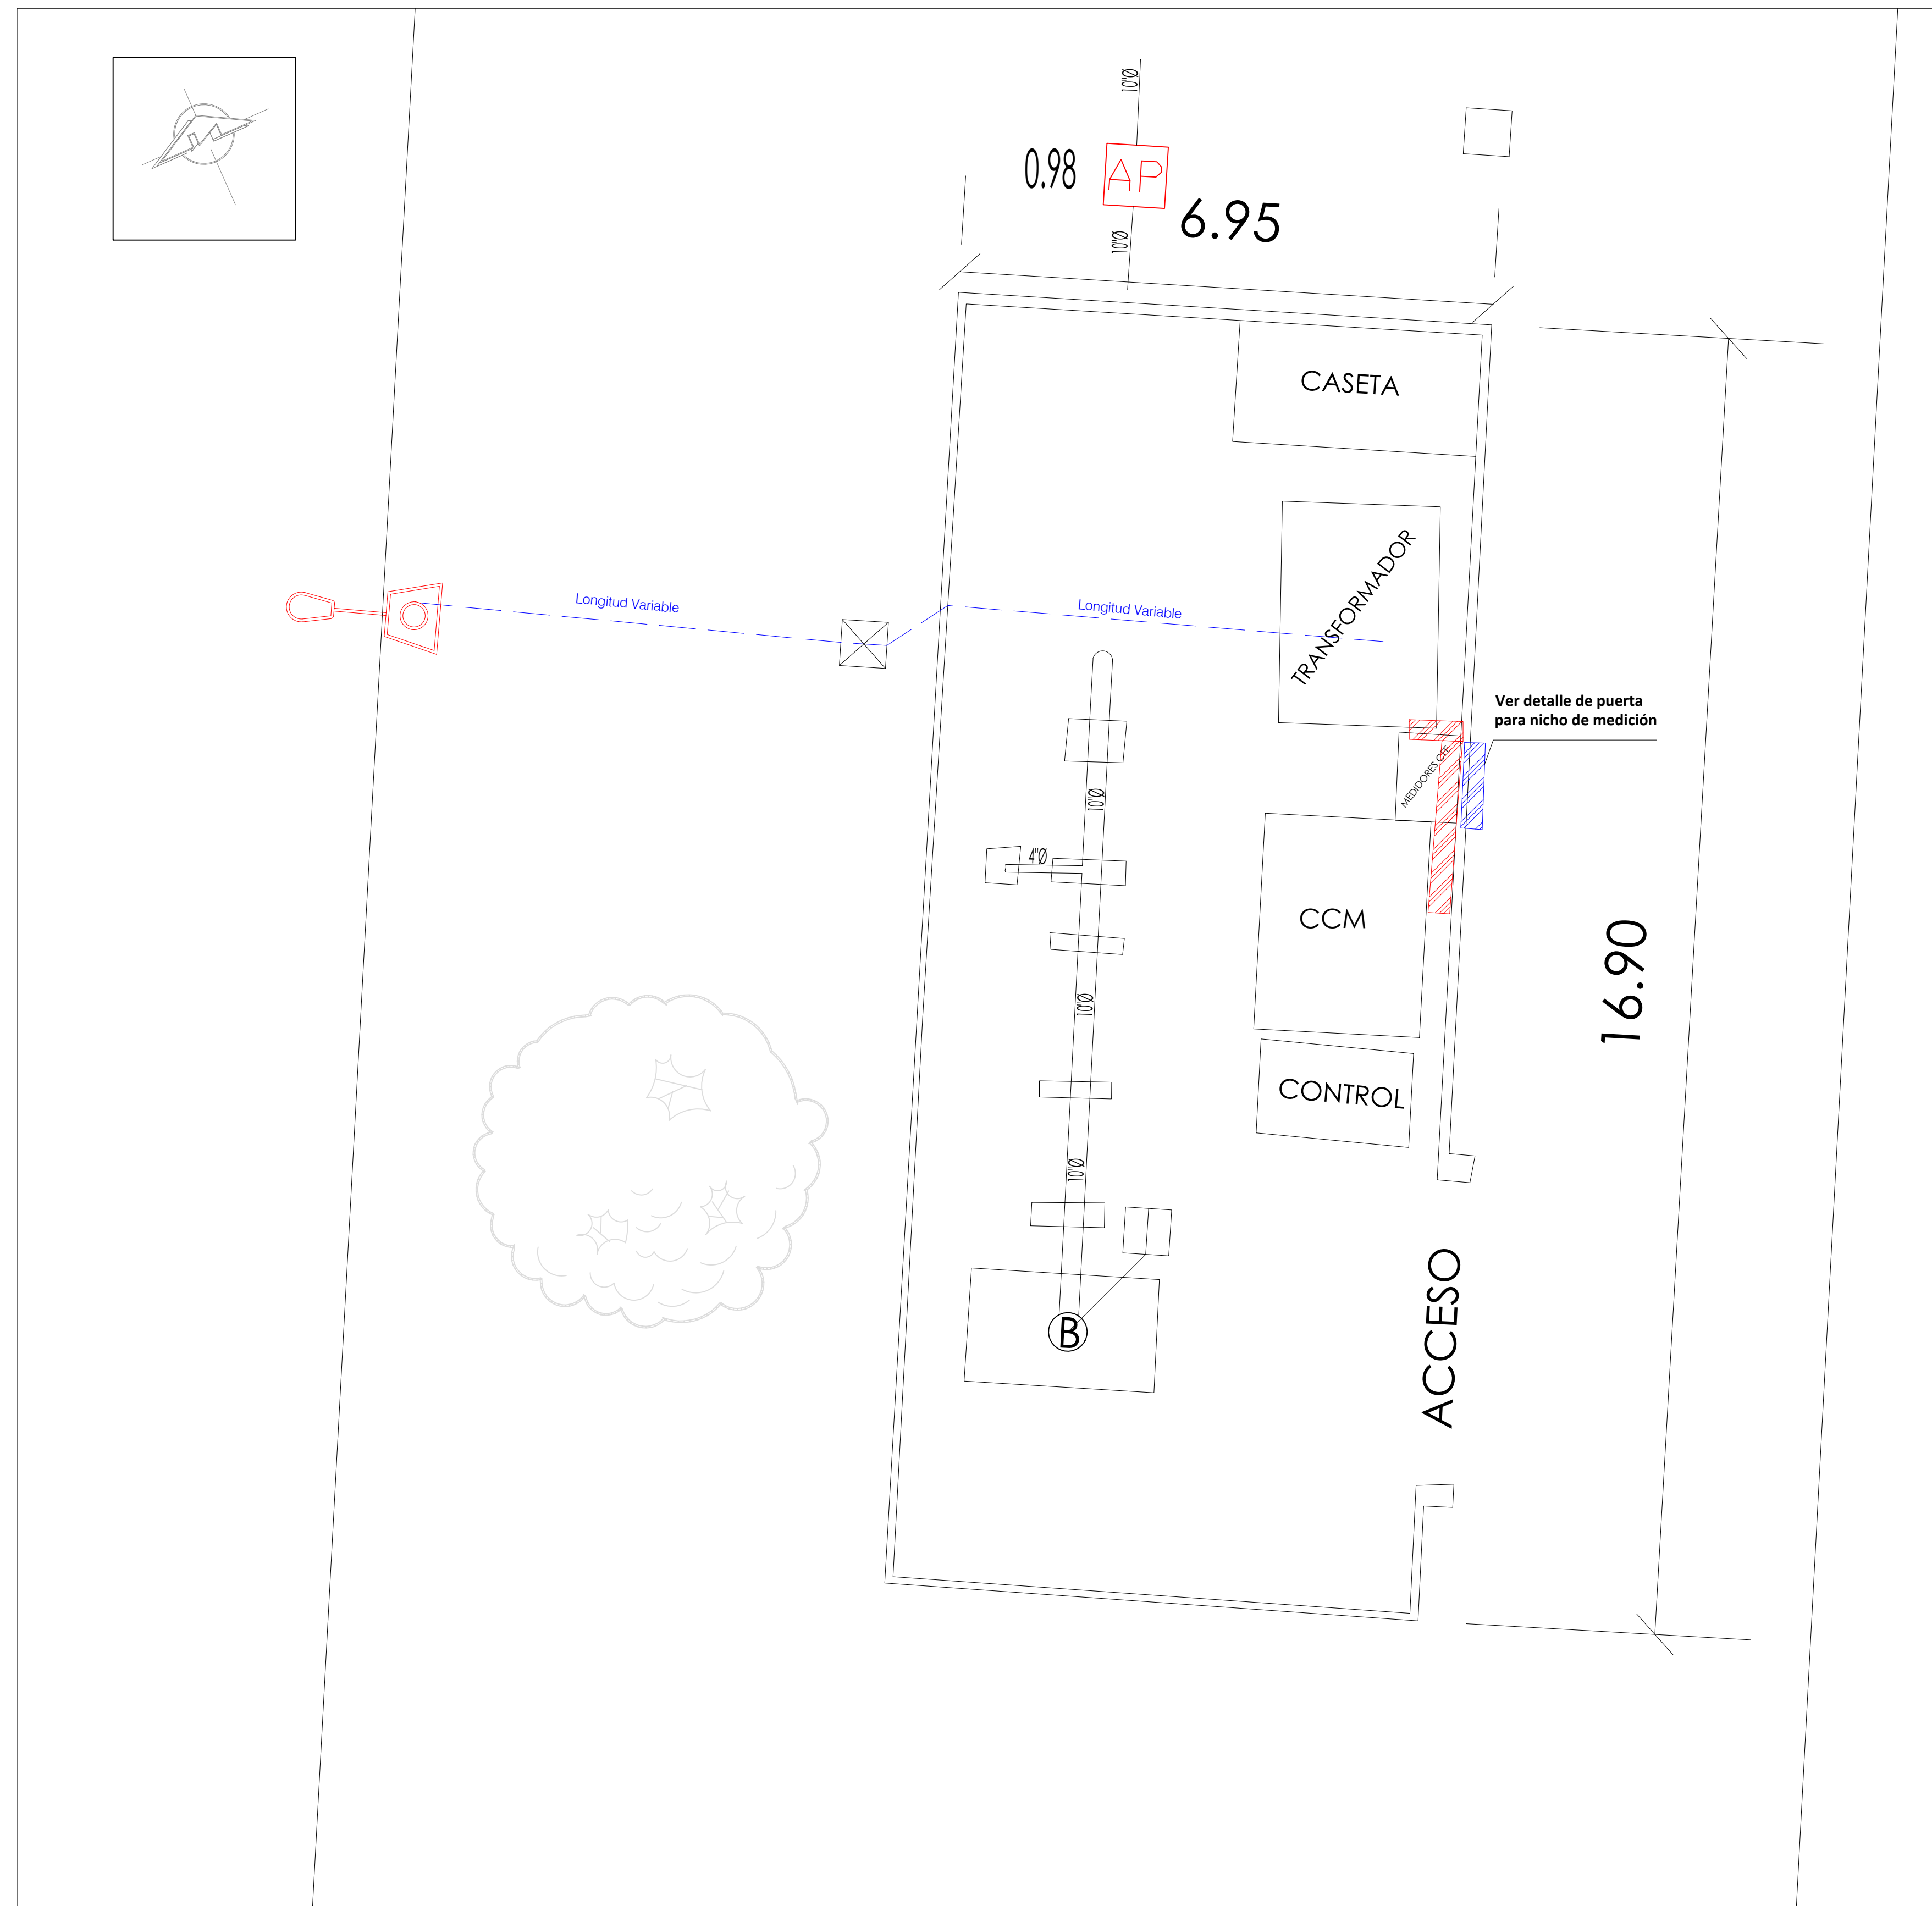 10"Ø
0.98
AP
6.95
10"Ø
CASETA
TRANSFORMADOR
Longitud Variable
Longitud Variable
Ver detalle de puerta
para nicho de medición
MEDIDORES CFE
10"Ø
4"Ø
CCM
16.90
10"Ø
CONTROL
10"Ø
ACCESO
B